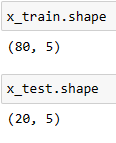 x_train.shape
(80, 5)
x_test.shape
(20, 5)